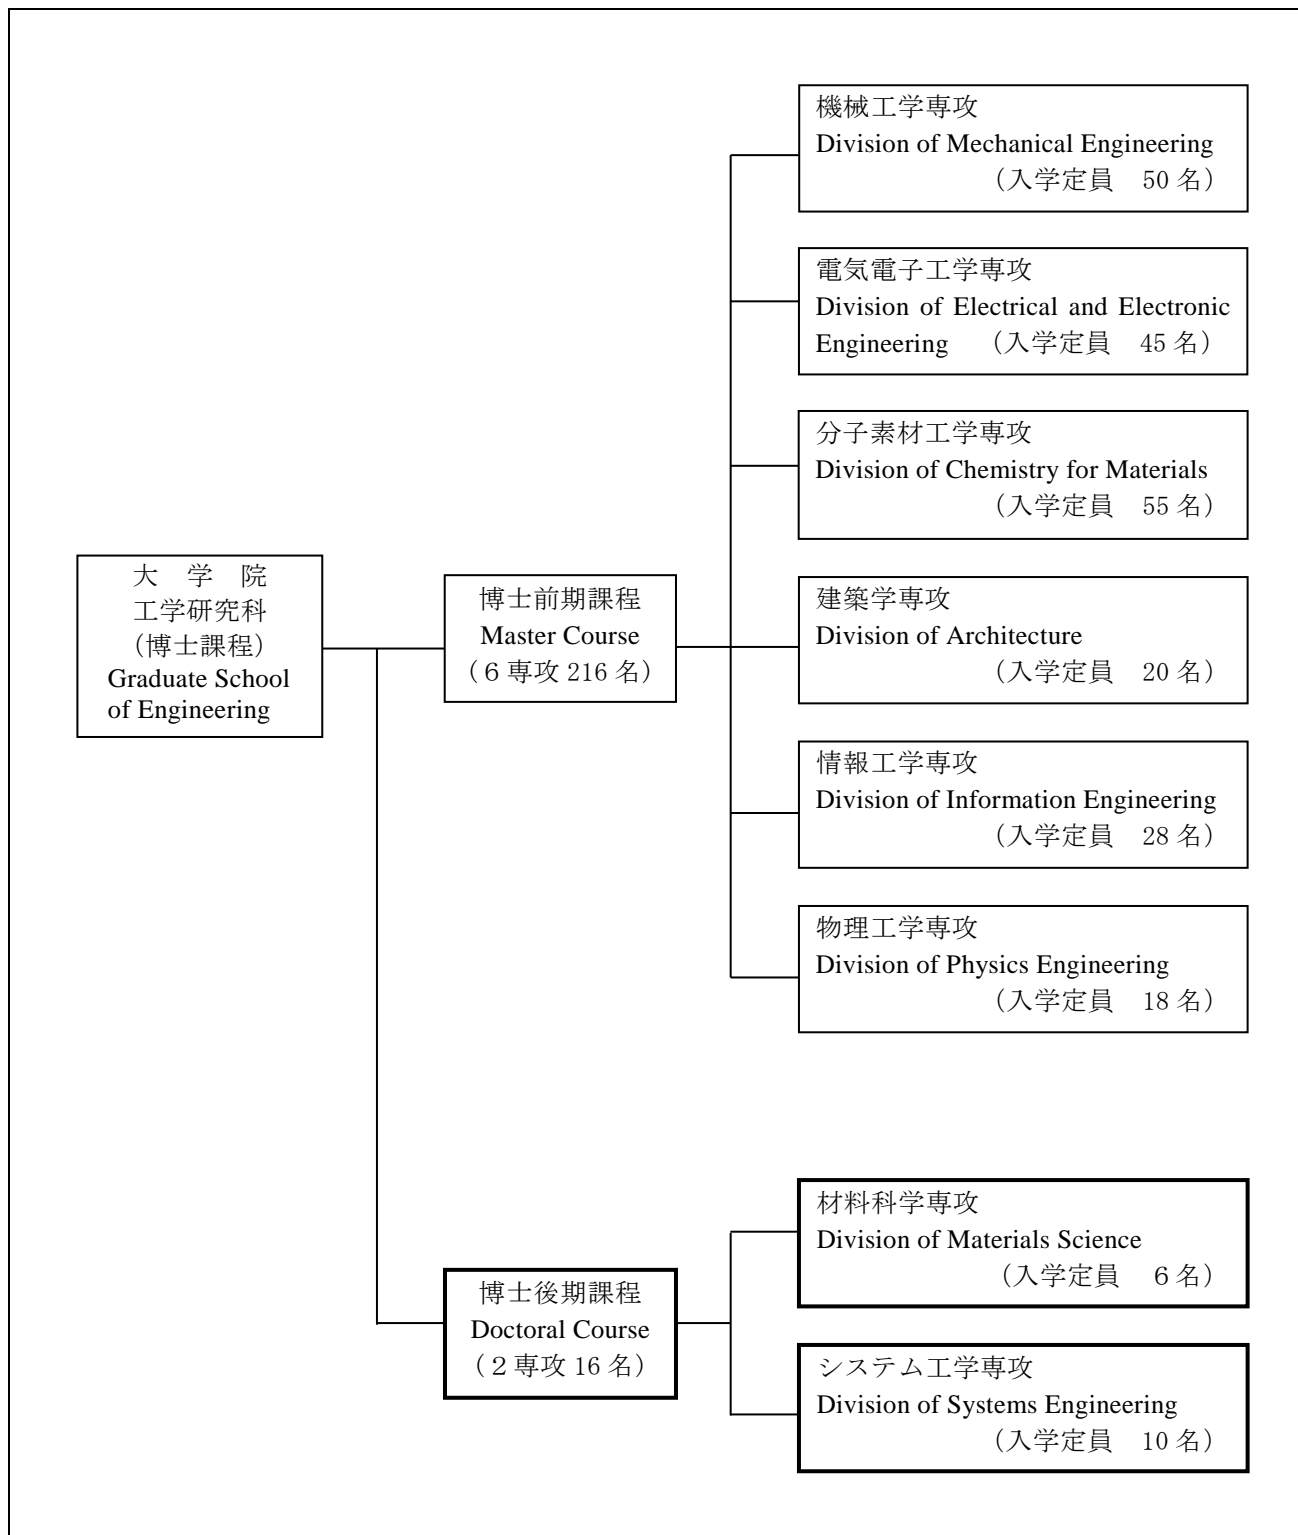 大　学　院
工学研究科
（博士課程）
Graduate School
of Engineering
博士前期課程
Master Course
（６専攻 216 名）
機械工学専攻
Division of Mechanical Engineering
（入学定員　50 名）
電気電子工学専攻
Division of Electrical and Electronic
Engineering　（入学定員　45 名）
分子素材工学専攻
Division of Chemistry for Materials
（入学定員　55 名）
建築学専攻
Division of Architecture
（入学定員　20 名）
情報工学専攻
Division of Information Engineering
（入学定員　28 名）
物理工学専攻
Division of Physics Engineering
（入学定員　18 名）
博士後期課程
Doctoral Course
（２専攻 16 名）
材料科学専攻
Division of Materials Science
（入学定員　６名）
システム工学専攻
Division of Systems Engineering
（入学定員　10 名）